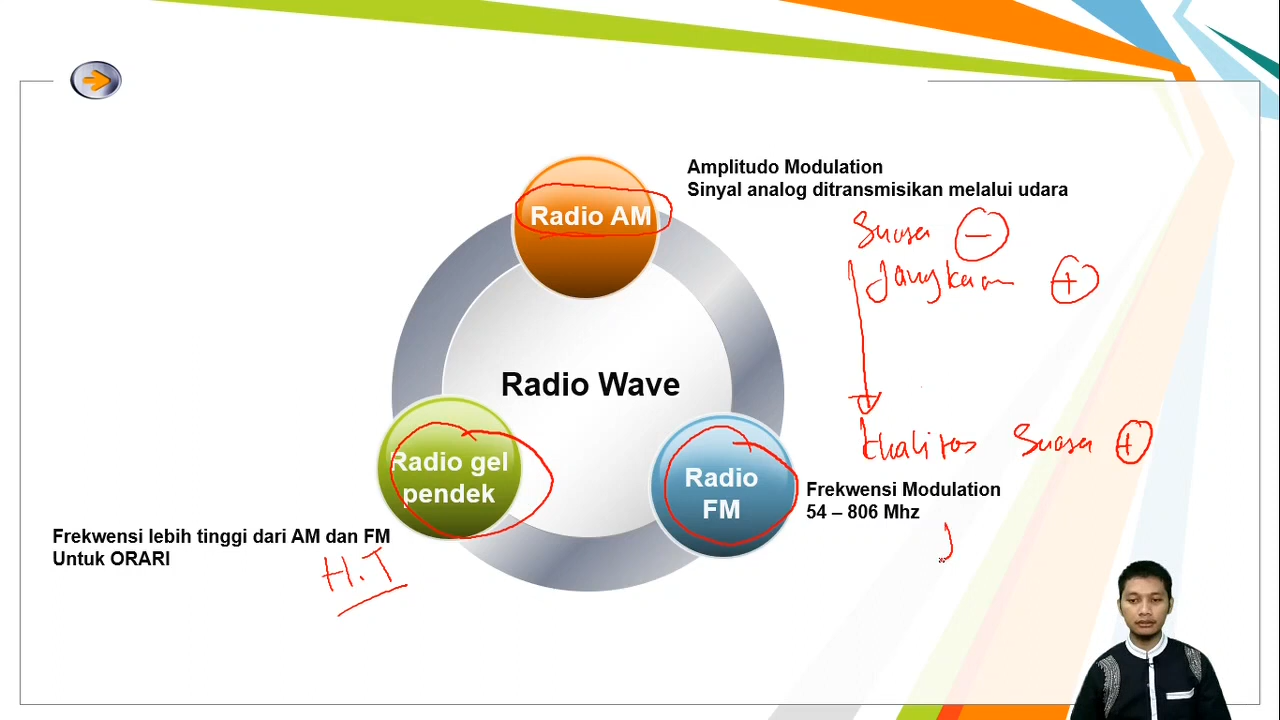 Amplitudo Modulation
Sinyal analog ditransmisikan melalui udara
Radio AM
Suara −
Jangkauan +
Radio Wave
Kualitas Suara +
Radio gel
pendek
Radio
FM
Frekwensi Modulation
54 – 806 Mhz
Frekwensi lebih tinggi dari AM dan FM
Untuk ORARI
H.T